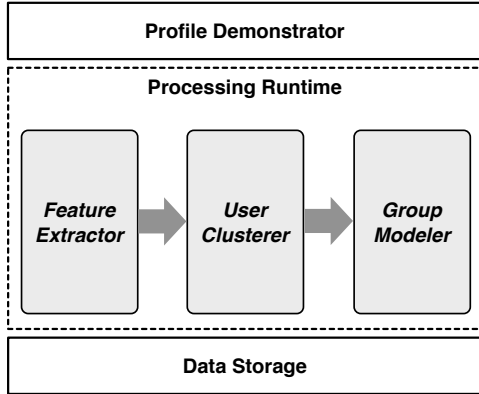 Profile Demonstrator
Processing Runtime
Feature
Extractor
User
Clusterer
Group
Modeler
Data Storage